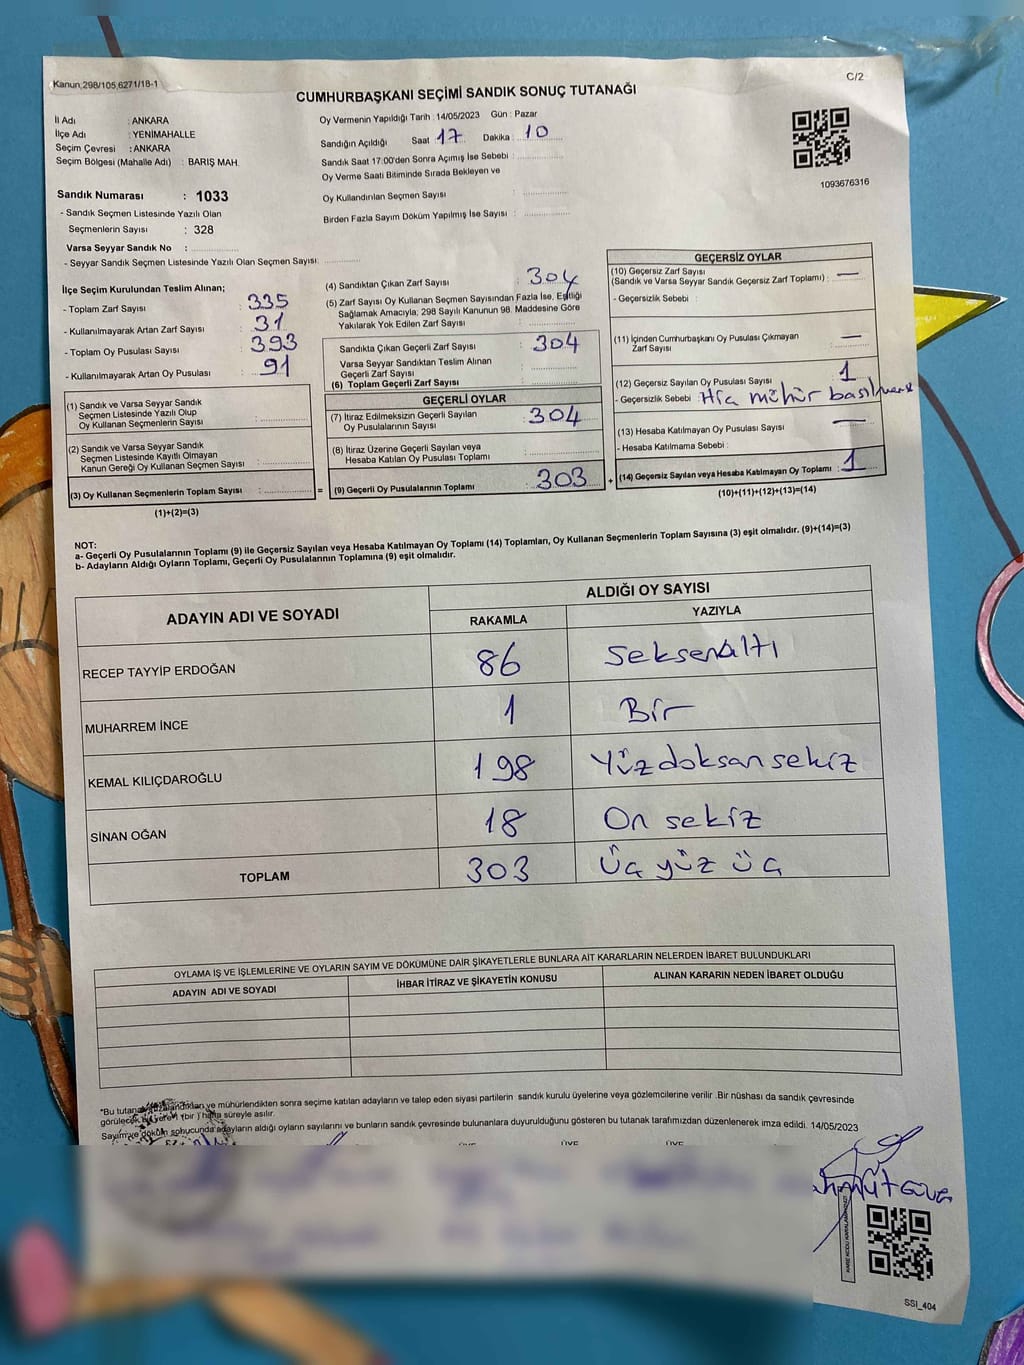 Kanun 298/105,6271/18-1
C/2
CUMHURBAŞKANI SEÇİMİ SANDIK SONUÇ TUTANAĞI
İl Adı : ANKARA
İlçe Adı : YENİMAHALLE
Seçim Çevresi : ANKARA
Seçim Bölgesi (Mahalle Adı) : BARIŞ MAH.
Sandık Numarası : 1033
- Sandık Seçmen Listesinde Yazılı Olan
Seçmenlerin Sayısı : 328
Varsa Seyyar Sandık No :
- Seyyar Sandık Seçmen Listesinde Yazılı Olan Seçmen Sayısı:
Oy Vermenin Yapıldığı Tarih : 14/05/2023 Gün : Pazar
Sandığın Açıldığı Saat 17 Dakika : 10
Sandık Saat 17:00'den Sonra Açımış İse Sebebi :
Oy Verme Saati Bitiminde Sırada Bekleyen ve
Oy Kullandırılan Seçmen Sayısı :
Birden Fazla Sayım Döküm Yapılmış İse Sayısı :
1093676316
İlçe Seçim Kurulundan Teslim Alınan;
- Toplam Zarf Sayısı : 335
- Kullanılmayarak Artan Zarf Sayısı : 31
- Toplam Oy Pusulası Sayısı : 393
- Kullanılmayarak Artan Oy Pusulası : 91
(1) Sandık ve Varsa Seyyar Sandık
Seçmen Listesinde Yazılı Olup
Oy Kullanan Seçmenlerin Sayısı :
(2) Sandık ve Varsa Seyyar Sandık
Seçmen Listesinde Kayıtlı Olmayan
Kanun Gereği Oy Kullanan Seçmen Sayısı :
(3) Oy Kullanan Seçmenlerin Toplam Sayısı : =
(1)+(2)=(3)
(4) Sandıktan Çıkan Zarf Sayısı : 304
(5) Zarf Sayısı Oy Kullanan Seçmen Sayısından Fazla İse, Eşitliği
Sağlamak Amacıyla; 298 Sayılı Kanunun 98. Maddesine Göre
Yakılarak Yok Edilen Zarf Sayısı :
Sandıkta Çıkan Geçerli Zarf Sayısı : 304
Varsa Seyyar Sandıktan Teslim Alınan
Geçerli Zarf Sayısı :
(6) Toplam Geçerli Zarf Sayısı :
GEÇERLİ OYLAR
(7) İtiraz Edilmeksizin Geçerli Sayılan
Oy Pusulalarının Sayısı : 304
(8) İtiraz Üzerine Geçerli Sayılan veya
Hesaba Katılan Oy Pusulası Toplamı :
(9) Geçerli Oy Pusulalarının Toplamı : 303 +
GEÇERSİZ OYLAR
(10) Geçersiz Zarf Sayısı
(Sandık ve Varsa Seyyar Sandık Geçersiz Zarf Toplamı) : —
- Geçersizlik Sebebi :
(11) İçinden Cumhurbaşkanı Oy Pusulası Çıkmayan
Zarf Sayısı : —
(12) Geçersiz Sayılan Oy Pusulası Sayısı : 1
- Geçersizlik Sebebi : Hiç mühür
(13) Hesaba Katılmayan Oy Pusulası Sayısı : —
- Hesaba Katılmama Sebebi :
(14) Geçersiz Sayılan veya Hesaba Katılmayan Oy Toplamı : 1
(10)+(11)+(12)+(13)=(14)
NOT:
a- Geçerli Oy Pusulalarının Toplamı (9) ile Geçersiz Sayılan veya Hesaba Katılmayan Oy Toplamı (14) Toplamları, Oy Kullanan Seçmenlerin Toplam Sayısına (3) eşit olmalıdır. (9)+(14)=(3)
b- Adayların Aldığı Oyların Toplamı, Geçerli Oy Pusulalarının Toplamına (9) eşit olmalıdır.
ADAYIN ADI VE SOYADI
ALDIĞI OY SAYISI
RAKAMLA YAZIYLA
RECEP TAYYİP ERDOĞAN 86 Seksenaltı
MUHARREM İNCE 1 Bir
KEMAL KILIÇDAROĞLU 198 Yüzdoksansekiz
SİNAN OĞAN 18 On sekiz
TOPLAM 303 Üç yüz üç
OYLAMA İŞ VE İŞLEMLERİNE VE OYLARIN SAYIM VE DÖKÜMÜNE DAİR ŞİKAYETLERLE BUNLARA AİT KARARLARIN NELERDEN İBARET BULUNDUKLARI
ADAYIN ADI VE SOYADI İHBAR İTİRAZ VE ŞİKAYETİN KONUSU ALINAN KARARIN NEDEN İBARET OLDUĞU
*Bu ve mühürlendikten sonra seçime katılan adayların ve talep eden siyasi partilerin sandık kurulu üyelerine veya gözlemcilerine verilir .Bir nüshası da sandık çevresinde
görülecek bir yere 1 (bir ) hafta süreyle asılır.
Sayım ve döküm sonucunda adayların aldığı oyların sayılarını ve bunların sandık çevresinde bulunanlara duyurulduğunu gösteren bu tutanak tarafımızdan düzenlenerek imza edildi. 14/05/2023
ÜYE ÜYE
SSI_404